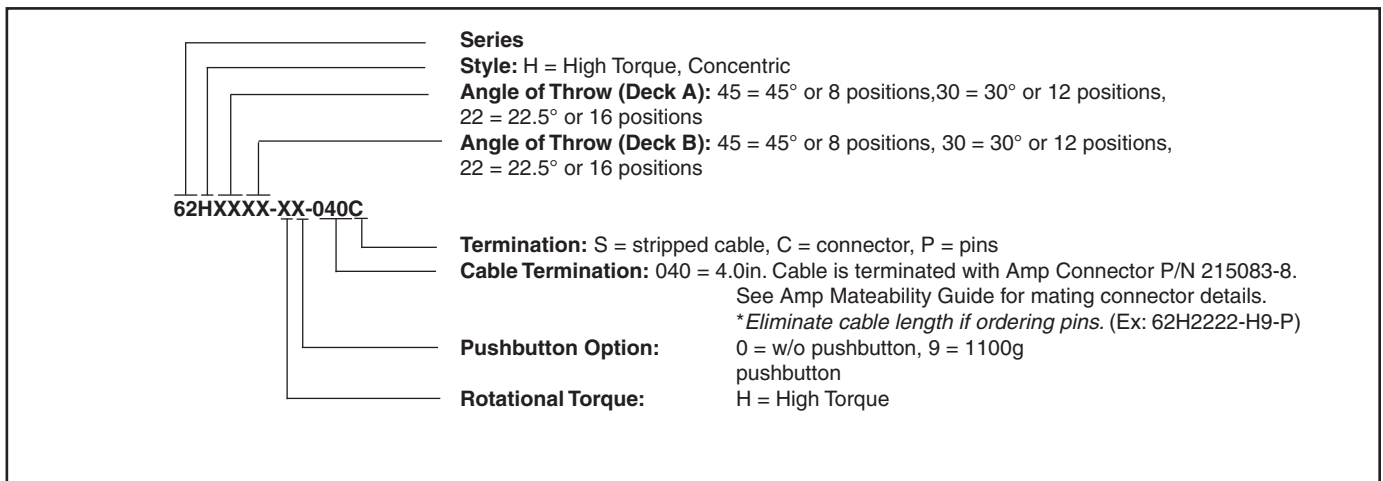 Series
Style: H = High Torque, Concentric
Angle of Throw (Deck A): 45 = 45° or 8 positions,30 = 30° or 12 positions,
22 = 22.5° or 16 positions
Angle of Throw (Deck B): 45 = 45° or 8 positions, 30 = 30° or 12 positions,
22 = 22.5° or 16 positions
62HXXXX-XX-040C
Termination: S = stripped cable, C = connector, P = pins
Cable Termination: 040 = 4.0in. Cable is terminated with Amp Connector P/N 215083-8.
See Amp Mateability Guide for mating connector details.
*Eliminate cable length if ordering pins. (Ex: 62H2222-H9-P)
Pushbutton Option: 0 = w/o pushbutton, 9 = 1100g
pushbutton
Rotational Torque: H = High Torque